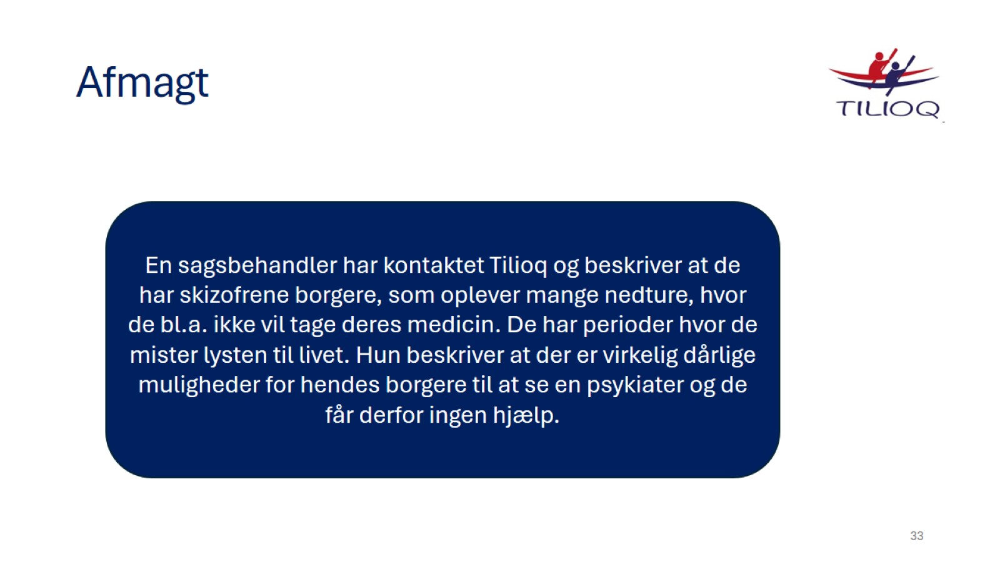 Afmagt
TILIOQ
En sagsbehandler har kontaktet Tilioq og beskriver at de
har skizofrene borgere, som oplever mange nedture, hvor
de bl.a. ikke vil tage deres medicin. De har perioder hvor de
mister lysten til livet. Hun beskriver at der er virkelig dårlige
muligheder for hendes borgere til at se en psykiater og de
får derfor ingen hjælp.
33